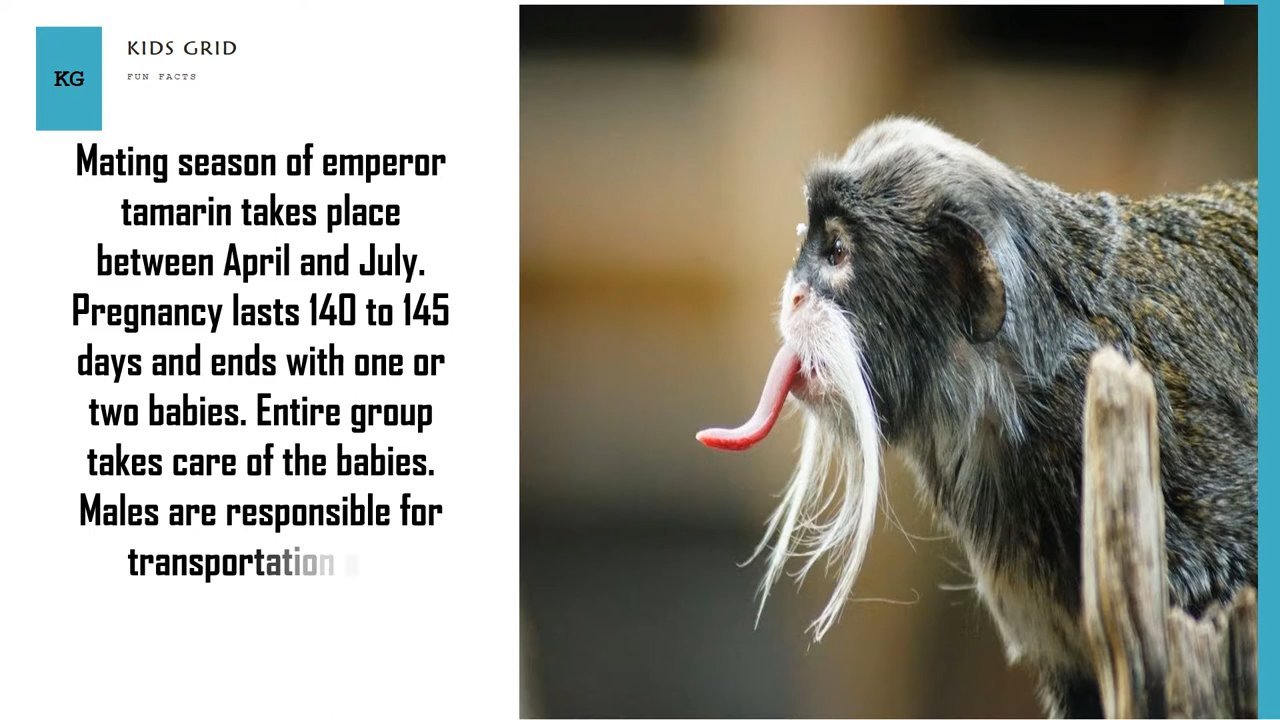 KG
KIDS GRID
FUN FACTS
Mating season of emperor
tamarin takes place
between April and July.
Pregnancy lasts 140 to 145
days and ends with one or
two babies. Entire group
takes care of the babies.
Males are responsible for
transportation